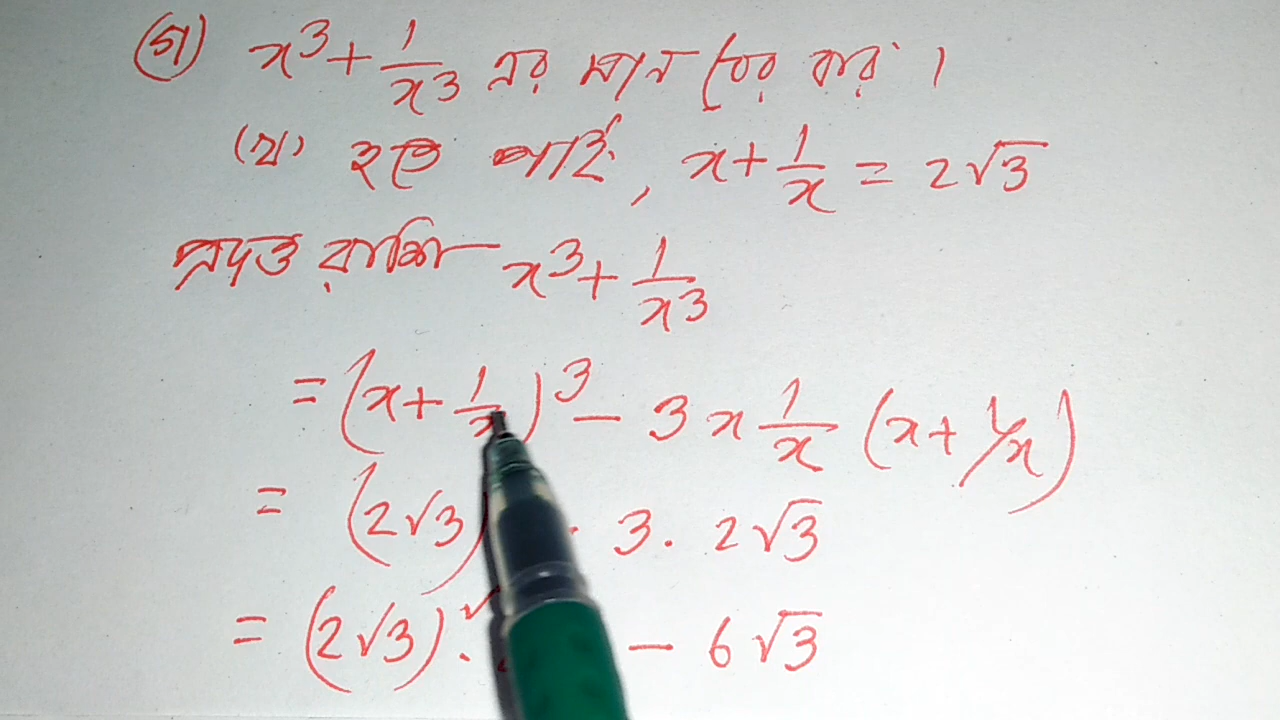 (গ) x³ + 1/x³ এর মান বের কর।
(খ) হতে পাই, x + 1/x = 2√3
প্রদত্ত রাশি x³ + 1/x³
= (x + 1/x)³ - 3 x 1/x (x + 1/x)
= (2√3) 3. 2√3
= (2√3). - 6√3